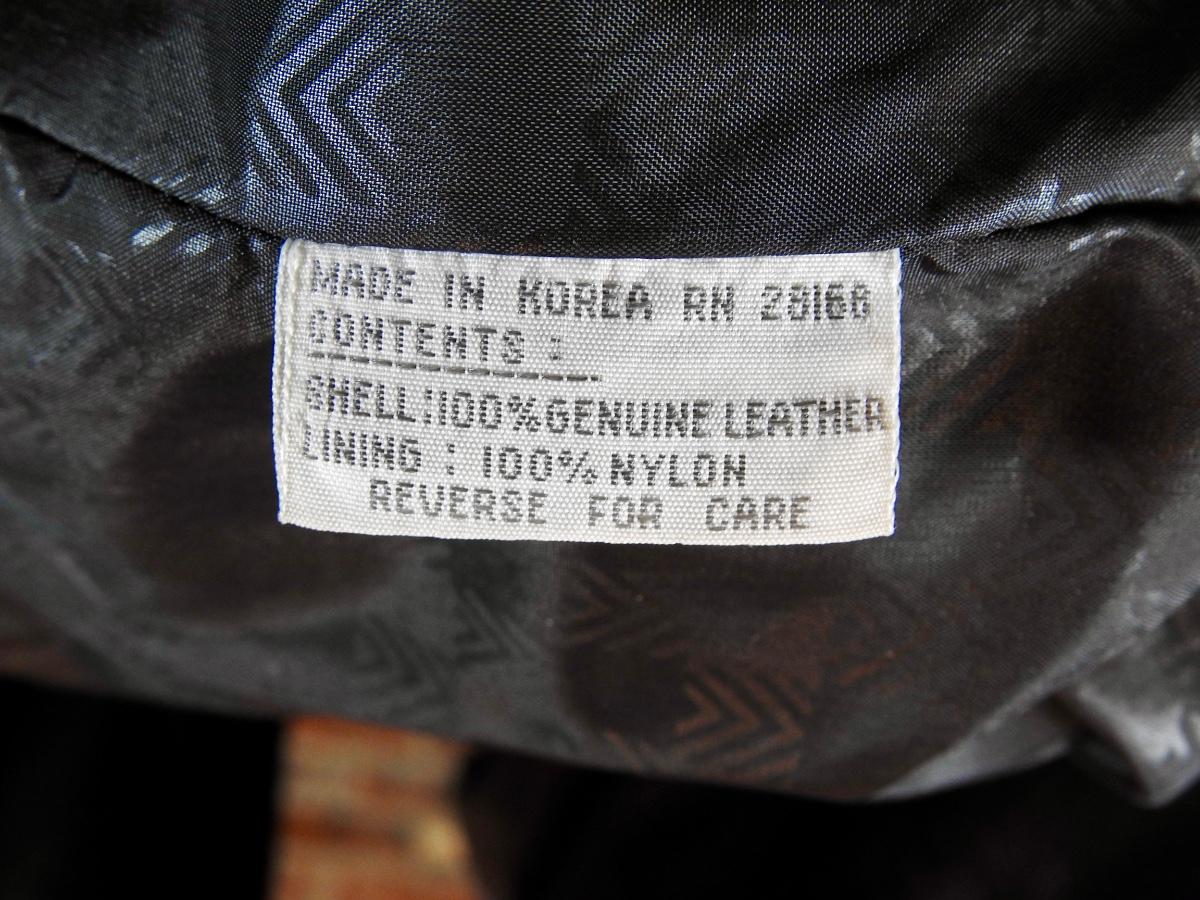 MADE IN KOREA RN 28166
CONTENTS :
SHELL:100%GENUINE LEATHER
LINING : 100% NYLON
REVERSE FOR CARE